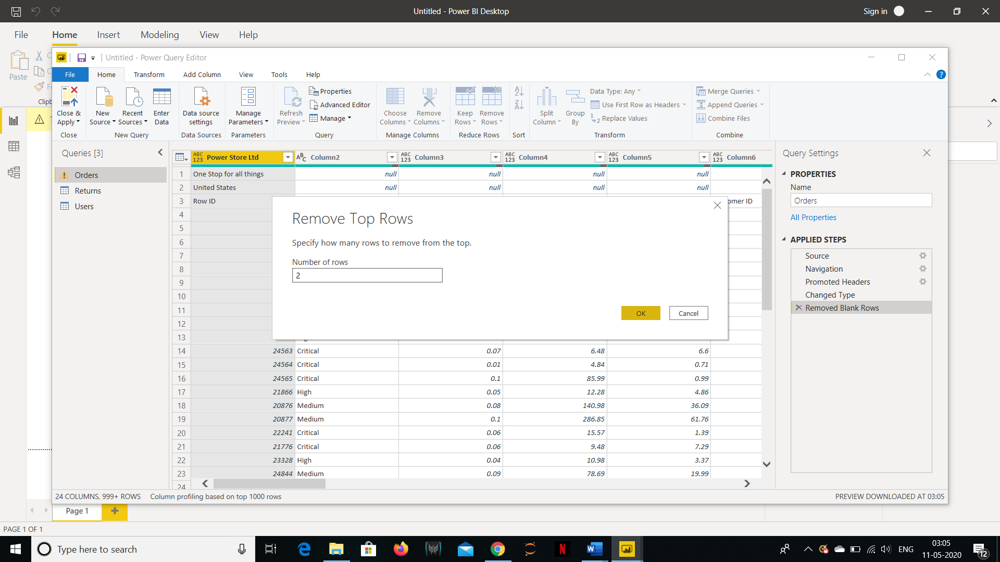 Untitled - Power BI Desktop
Sign in
File Home Insert Modeling View Help
Paste
Untitled - Power Query Editor
File Home Transform Add Column View Tools Help
Close & Apply
New Source
Recent Sources
Enter Data
Data source settings
Manage Parameters
Refresh Preview
Properties
Advanced Editor
Manage
Choose Columns
Remove Columns
Keep Rows
Remove Rows
Split Column
Group By
Data Type: Any
Use First Row as Headers
Replace Values
Merge Queries
Append Queries
Combine Files
Close New Query Data Sources Parameters Query Manage Columns Reduce Rows Sort Transform Combine
Queries [3]
Orders
Returns
Users
ABC 123 Power Store Ltd ABC Column2 ABC 123 Column3 ABC 123 Column4 ABC 123 Column5 ABC 123 Column6
1 One Stop for all things null null null null
2 United States null null null null
3 Row ID
4
5
6
7
8
9
10
11
12
13
14 24563 Critical 0.07 6.48 6.6
15 24564 Critical 0.01 4.84 0.71
16 24565 Critical 0.1 85.99 0.99
17 21866 High 0.05 12.28 4.86
18 20876 Medium 0.08 140.98 36.09
19 20877 Medium 0.1 286.85 61.76
20 22241 Critical 0.06 15.57 1.39
21 21776 Critical 0.06 9.48 7.29
22 23328 High 0.04 10.98 3.37
23 24844 Medium 0.09 78.69 19.99
24
Remove Top Rows
Specify how many rows to remove from the top.
Number of rows
2
OK Cancel
Query Settings
PROPERTIES
Name
Orders
All Properties
APPLIED STEPS
Source
Navigation
Promoted Headers
Changed Type
Removed Blank Rows
24 COLUMNS, 999+ ROWS Column profiling based on top 1000 rows
PREVIEW DOWNLOADED AT 03:05
Page 1
PAGE 1 OF 1
Type here to search
ENG
03:05
11-05-2020
12